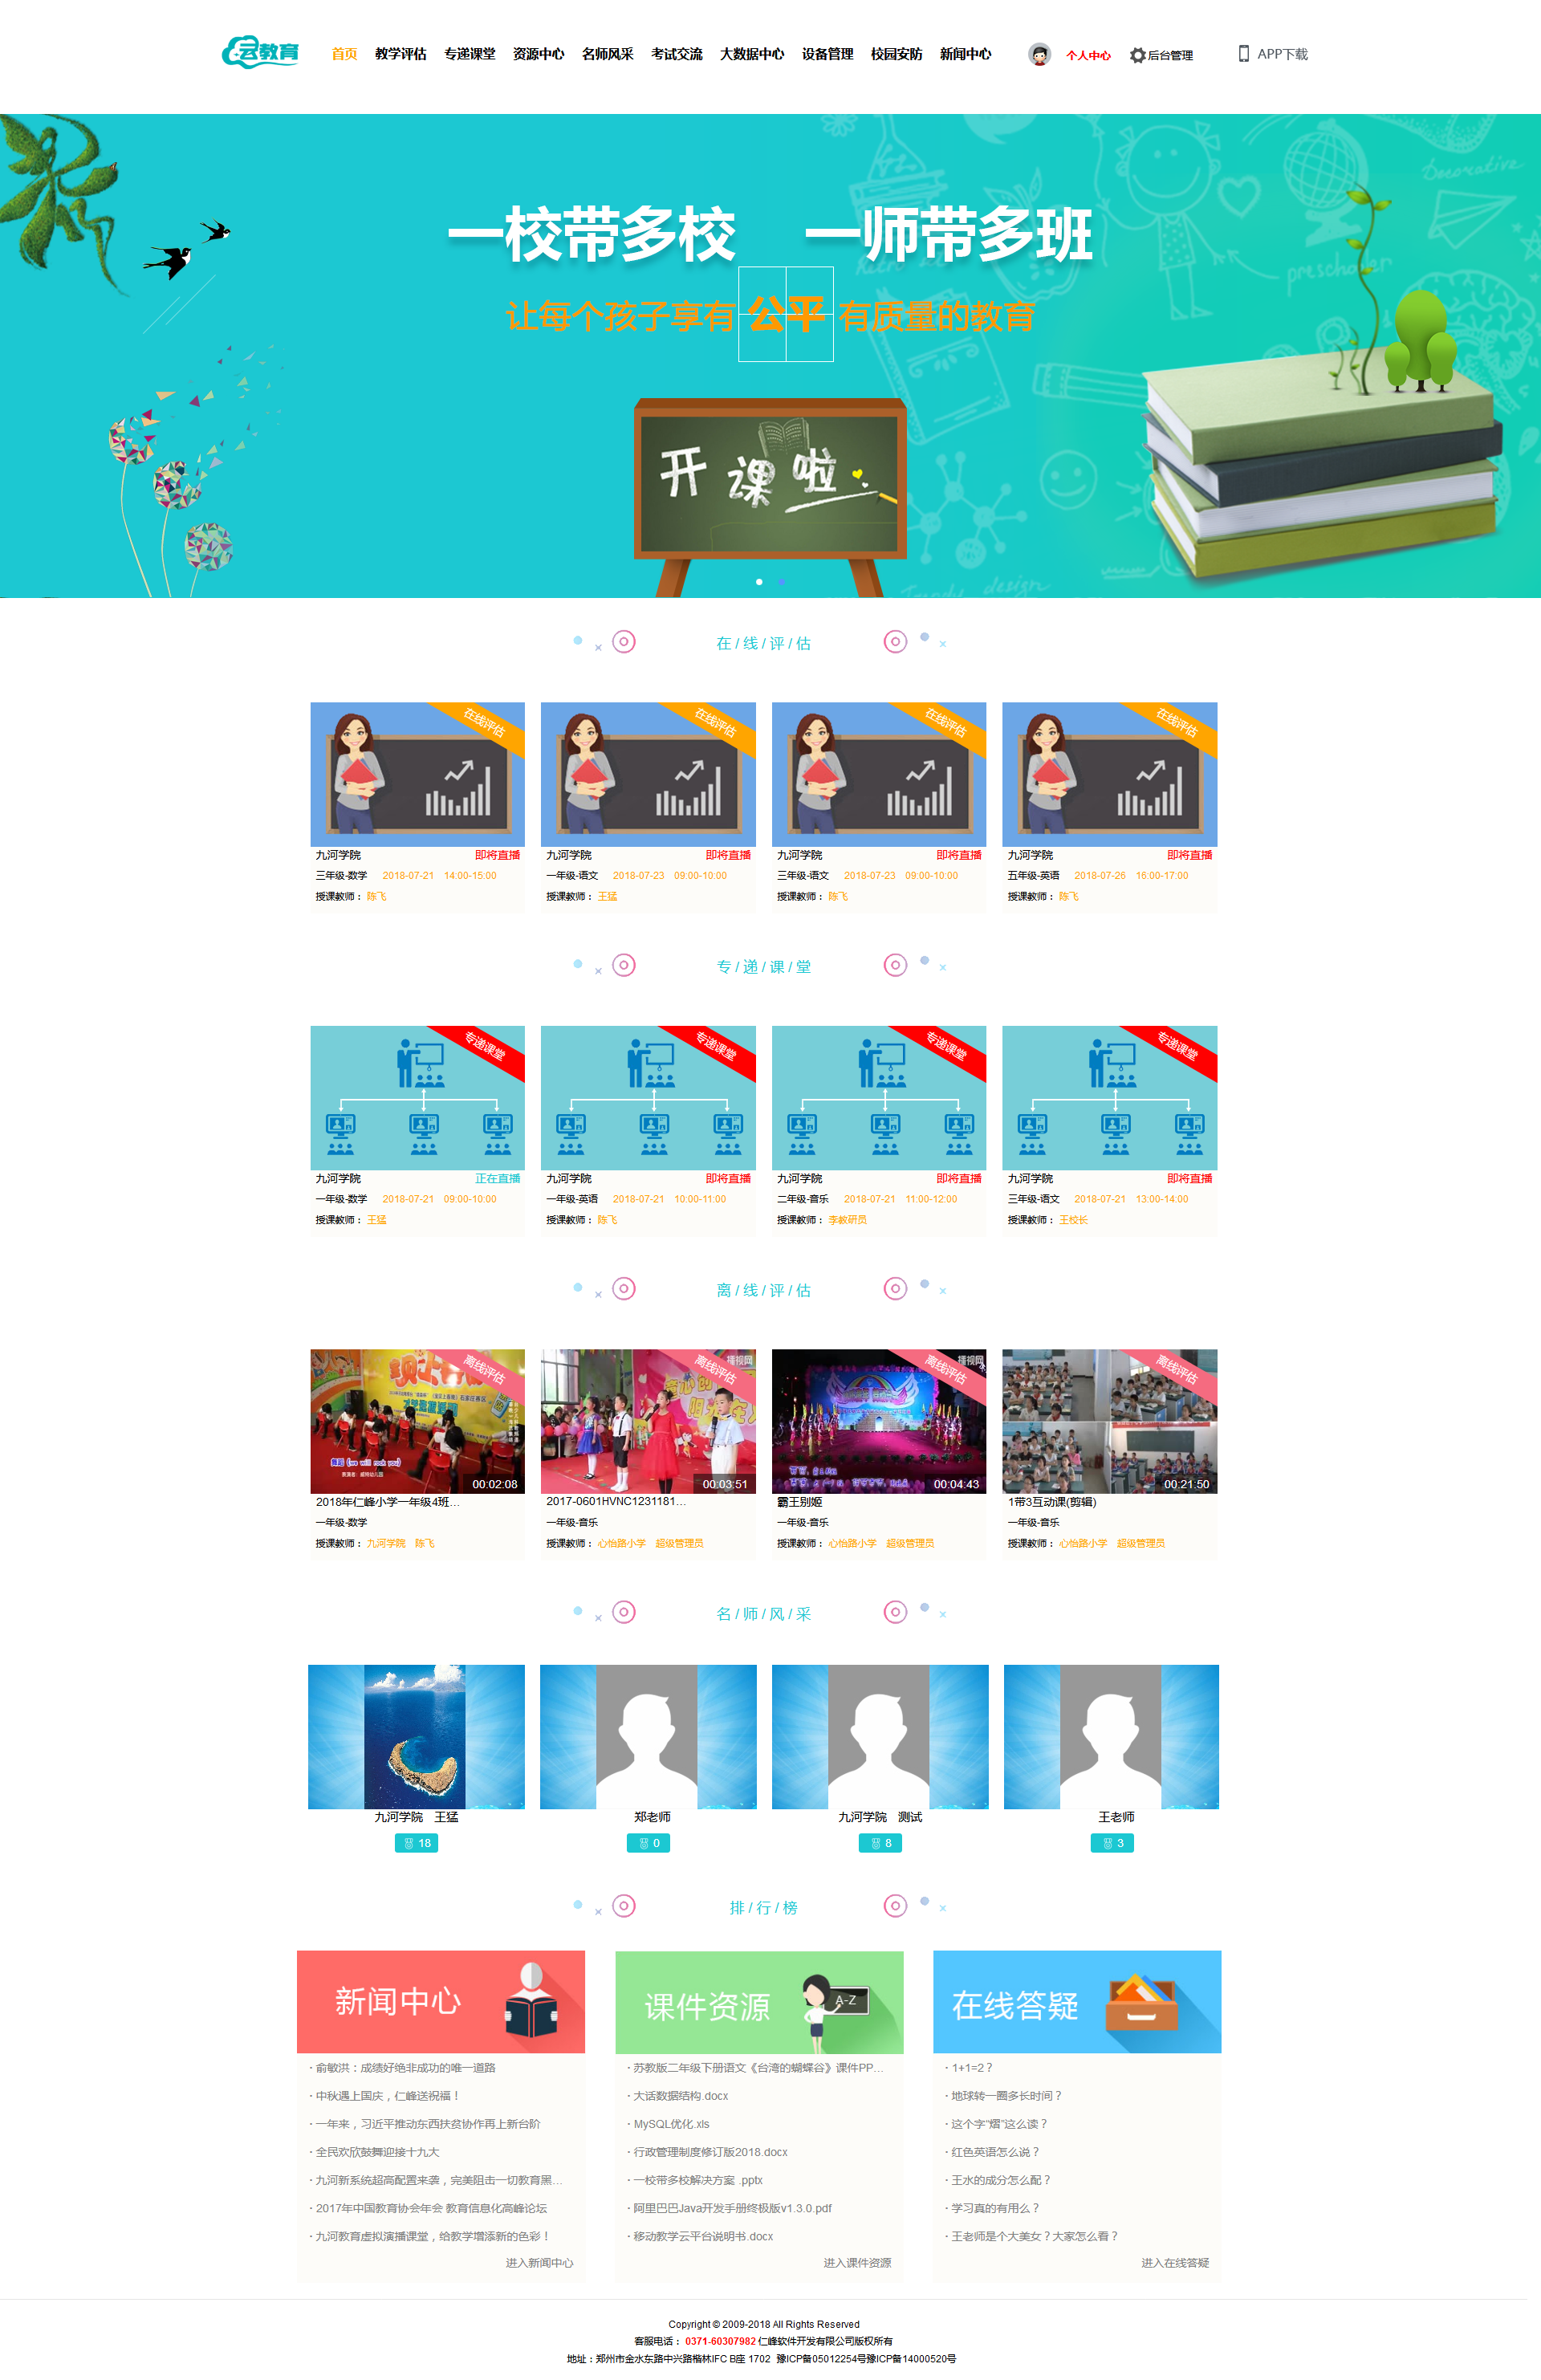 云教育 首页 教学评估 专递课堂 资源中心 名师风采 考试交流 大数据中心 设备管理 校园安防 新闻中心 个人中心 后台管理 APP下载
一校带多校 一师带多班
让每个孩子享有 公平 有质量的教育
preschooler
Decorative
开课啦
Trendy design
在/线/评/估
在线评估 在线评估 在线评估 在线评估
九河学院 即将直播 九河学院 即将直播 九河学院 即将直播 九河学院 即将直播
三年级-数学 2018-07-21 14:00-15:00 一年级-语文 2018-07-23 09:00-10:00 三年级-语文 2018-07-23 09:00-10:00 五年级-英语 2018-07-26 16:00-17:00
授课教师： 陈飞 授课教师： 王猛 授课教师： 陈飞 授课教师： 陈飞
专/递/课/堂
专递课堂 专递课堂 专递课堂 专递课堂
九河学院 正在直播 九河学院 即将直播 九河学院 即将直播 九河学院 即将直播
一年级-数学 2018-07-21 09:00-10:00 一年级-英语 2018-07-21 10:00-11:00 二年级-音乐 2018-07-21 11:00-12:00 三年级-语文 2018-07-21 13:00-14:00
授课教师： 王猛 授课教师： 陈飞 授课教师： 李教研员 授课教师： 王校长
离/线/评/估
离线评估 离线评估 离线评估 离线评估
播视网 播视网
舞蹈《we will rock you》
00:02:08 00:03:51 00:04:43 00:21:50
2018年仁峰小学一年级4班... 2017-0601HVNC1231181... 霸王别姬 1带3互动课(剪辑)
一年级-数学 一年级-音乐 一年级-音乐 一年级-音乐
授课教师： 九河学院 陈飞 授课教师： 心怡路小学 超级管理员 授课教师： 心怡路小学 超级管理员 授课教师： 心怡路小学 超级管理员
名/师/风/采
九河学院 王猛 郑老师 九河学院 测试 王老师
18 0 8 3
排/行/榜
新闻中心 课件资源 A-Z 在线答疑
· 俞敏洪：成绩好绝非成功的唯一道路 · 苏教版二年级下册语文《台湾的蝴蝶谷》课件PP... · 1+1=2？
· 中秋遇上国庆，仁峰送祝福！ · 大话数据结构.docx · 地球转一圈多长时间？
· 一年来，习近平推动东西扶贫协作再上新台阶 · MySQL优化.xls · 这个字“熠”这么读？
· 全民欢欣鼓舞迎接十九大 · 行政管理制度修订版2018.docx · 红色英语怎么说？
· 九河新系统超高配置来袭，完美阻击一切教育黑... · 一校带多校解决方案 .pptx · 王水的成分怎么配？
· 2017年中国教育协会年会 教育信息化高峰论坛 · 阿里巴巴Java开发手册终极版v1.3.0.pdf · 学习真的有用么？
· 九河教育虚拟演播课堂，给教学增添新的色彩！ · 移动教学云平台说明书.docx · 王老师是个大美女？大家怎么看？
进入新闻中心 进入课件资源 进入在线答疑
Copyright © 2009-2018 All Rights Reserved
客服电话： 0371-60307982 仁峰软件开发有限公司版权所有
地址：郑州市金水东路中兴路楷林IFC B座 1702 豫ICP备05012254号豫ICP备14000520号